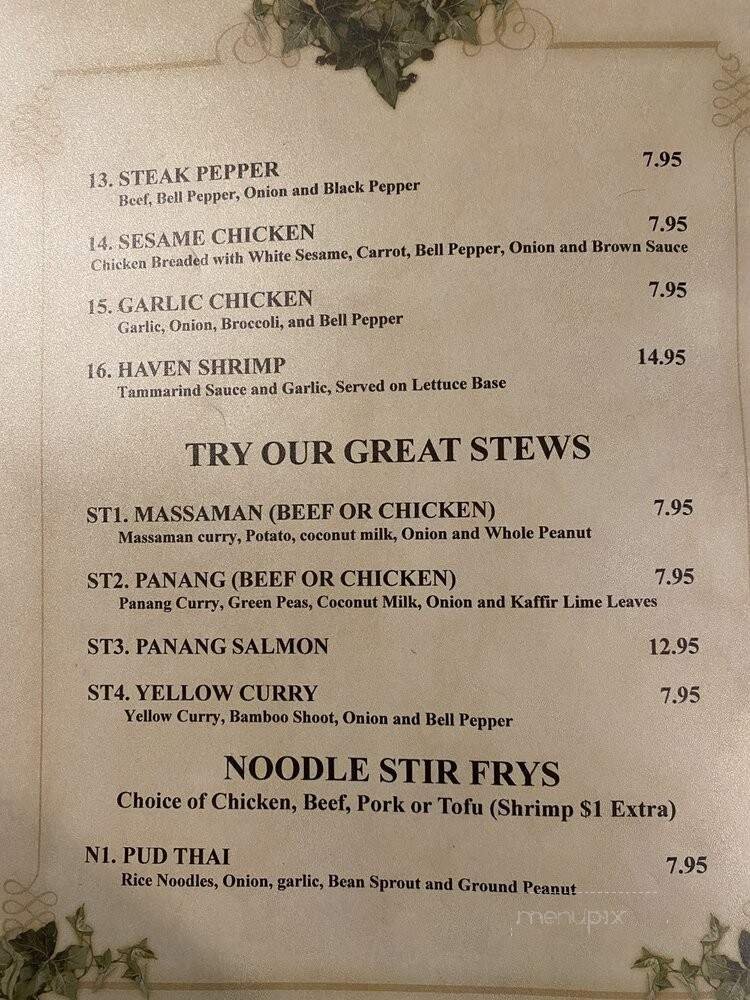 13. STEAK PEPPER 7.95
Beef, Bell Pepper, Onion and Black Pepper
14. SESAME CHICKEN 7.95
Chicken Breaded with White Sesame, Carrot, Bell Pepper, Onion and Brown Sauce
15. GARLIC CHICKEN 7.95
Garlic, Onion, Broccoli, and Bell Pepper
16. HAVEN SHRIMP 14.95
Tammarind Sauce and Garlic, Served on Lettuce Base
TRY OUR GREAT STEWS
ST1. MASSAMAN (BEEF OR CHICKEN) 7.95
Massaman curry, Potato, coconut milk, Onion and Whole Peanut
ST2. PANANG (BEEF OR CHICKEN) 7.95
Panang Curry, Green Peas, Coconut Milk, Onion and Kaffir Lime Leaves
ST3. PANANG SALMON 12.95
ST4. YELLOW CURRY 7.95
Yellow Curry, Bamboo Shoot, Onion and Bell Pepper
NOODLE STIR FRYS
Choice of Chicken, Beef, Pork or Tofu (Shrimp $1 Extra)
N1. PUD THAI 7.95
Rice Noodles, Onion, garlic, Bean Sprout and Ground Peanut
menupix